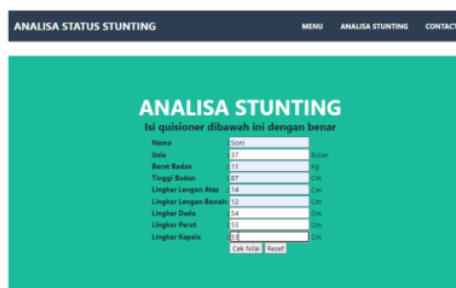 ANALISA STATUS STUNTING MENU ANALISA STUNTING CONTACT
ANALISA STUNTING
Isi quisioner dibawah ini dengan benar
Nama : Soni
Usia : 37 Bulan
Berat Badan : 11 Kg
Tinggi Badan : 87 Cm
Lingkar Lengan Atas : 14 Cm
Lingkar Lengan Bawah: 12 Cm
Lingkar Dada : 54 Cm
Lingkar Perut : 53 Cm
Lingkar Kepala : 53 Cm
Cek Nilai Reset